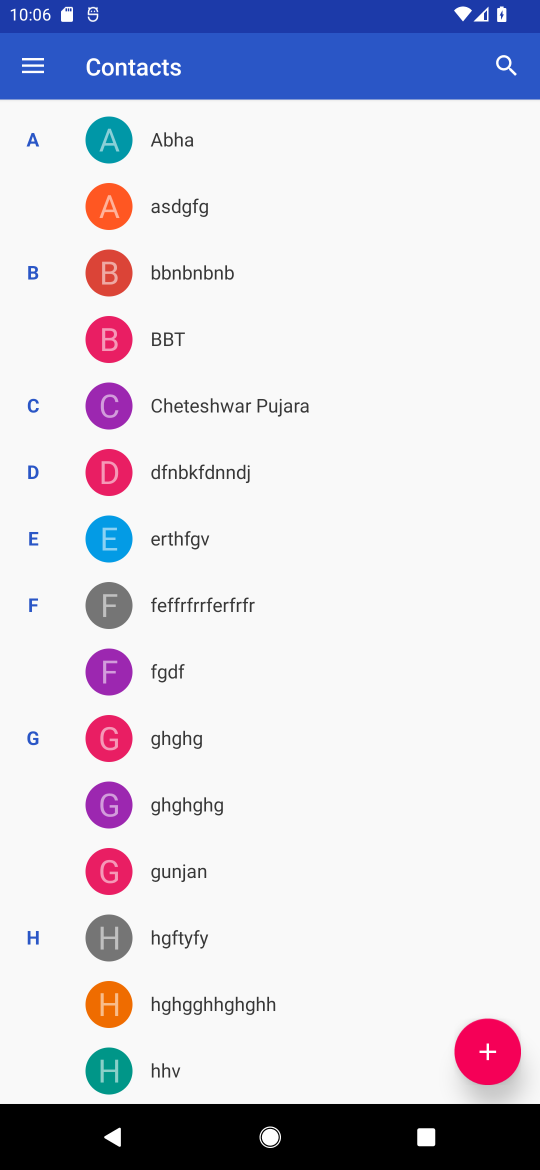 10:06
Contacts
A A Abha
A asdgfg
B B bbnbnbnb
B BBT
C C Cheteshwar Pujara
D D dfnbkfdnndj
E E erthfgv
F F feffrfrrferfrfr
F fgdf
G G ghghg
G ghghghg
G gunjan
H H hgftyfy
H hghgghhghghh
H hhv
+